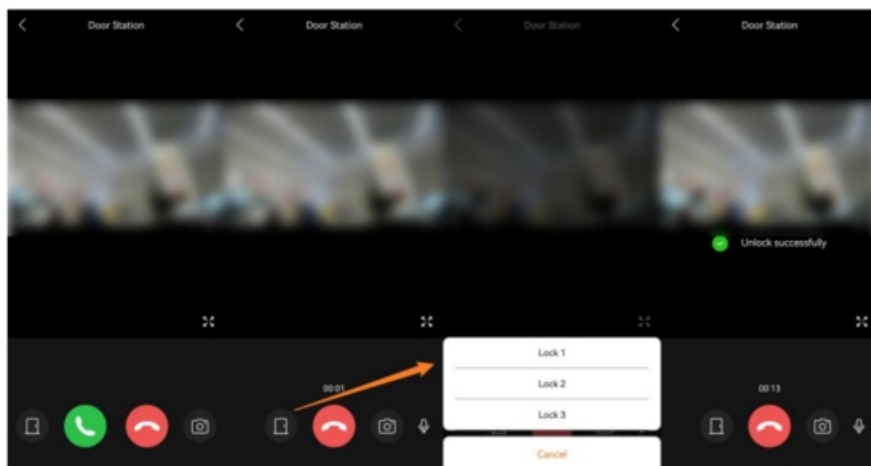 Door Station
Door Station
Door Station
Door Station
Unlock successfully
00:01
Lock 1
Lock 2
Lock 3
Cancel
00:13